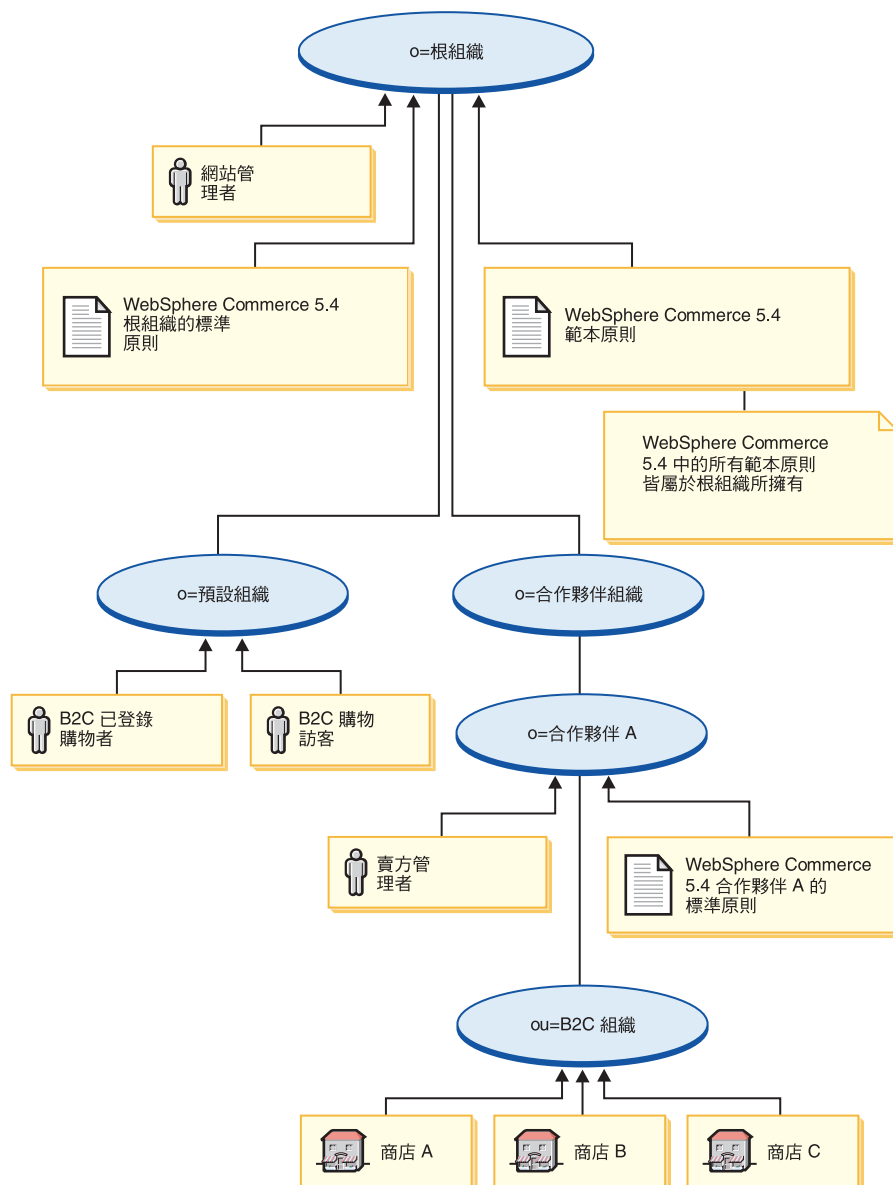 o=根組織
網站管
理者
WebSphere Commerce 5.4
根組織的標準
原則
WebSphere Commerce 5.4
範本原則
WebSphere Commerce
5.4 中的所有範本原則
皆屬於根組織所擁有
o=預設組織
o=合作夥伴組織
B2C 已登錄
購物者
B2C 購物
訪客
o=合作夥伴 A
賣方管
理者
WebSphere Commerce
5.4 合作夥伴 A 的
標準原則
ou=B2C 組織
商店 A
商店 B
商店 C